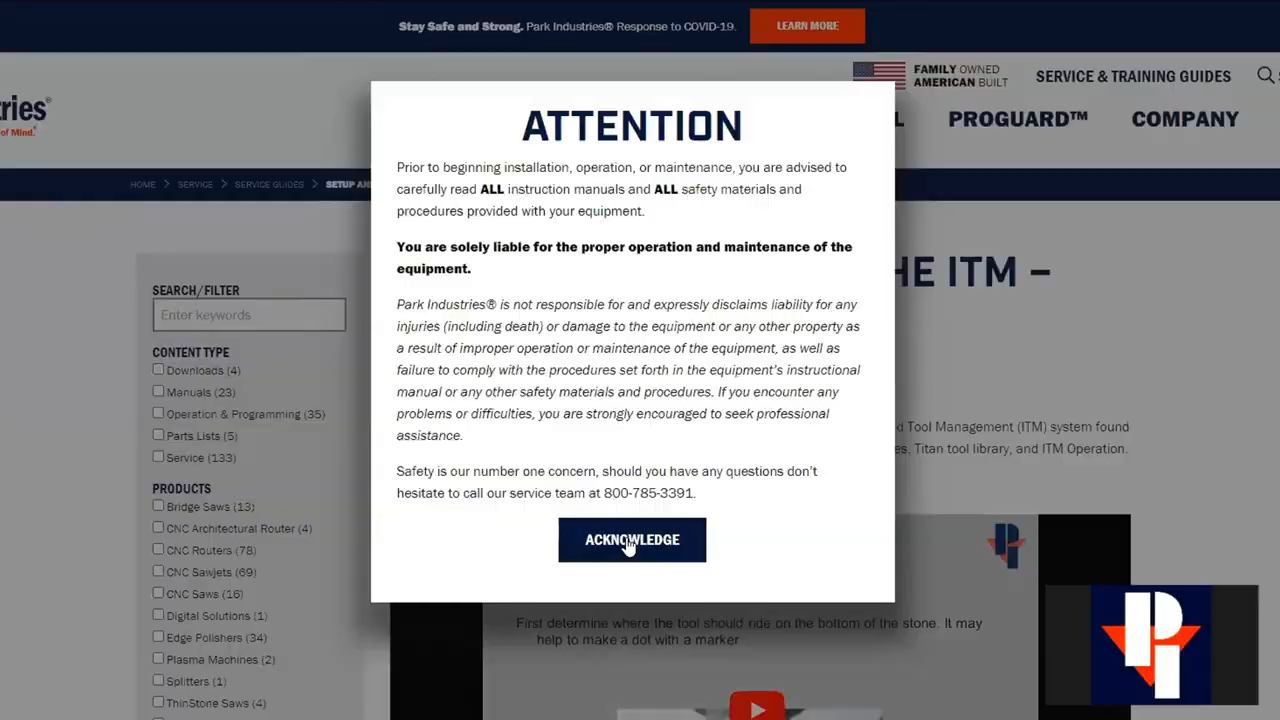 Stay Safe and Strong. Park Industries® Response to COVID-19. LEARN MORE
FAMILY OWNED
AMERICAN BUILT
SERVICE & TRAINING GUIDES
tries®
of Mind.®
L PROGUARD™ COMPANY
HOME > SERVICE > SERVICE GUIDES > SETUP AN
ATTENTION
Prior to beginning installation, operation, or maintenance, you are advised to
carefully read ALL instruction manuals and ALL safety materials and
procedures provided with your equipment.
You are solely liable for the proper operation and maintenance of the
equipment.
Park Industries® is not responsible for and expressly disclaims liability for any
injuries (including death) or damage to the equipment or any other property as
a result of improper operation or maintenance of the equipment, as well as
failure to comply with the procedures set forth in the equipment's instructional
manual or any other safety materials and procedures. If you encounter any
problems or difficulties, you are strongly encouraged to seek professional
assistance.
Safety is our number one concern, should you have any questions don't
hesitate to call our service team at 800-785-3391.
ACKNOWLEDGE
HE ITM –
d Tool Management (ITM) system found
es, Titan tool library, and ITM Operation.
SEARCH/FILTER
Enter keywords
CONTENT TYPE
Downloads (4)
Manuals (23)
Operation & Programming (35)
Parts Lists (5)
Service (133)
PRODUCTS
Bridge Saws (13)
CNC Architectural Router (4)
CNC Routers (78)
CNC Sawjets (69)
CNC Saws (16)
Digital Solutions (1)
Edge Polishers (34)
Plasma Machines (2)
Splitters (1)
ThinStone Saws (4)
First determine where the tool should ride on the bottom of the stone. It may
help to make a dot with a marker